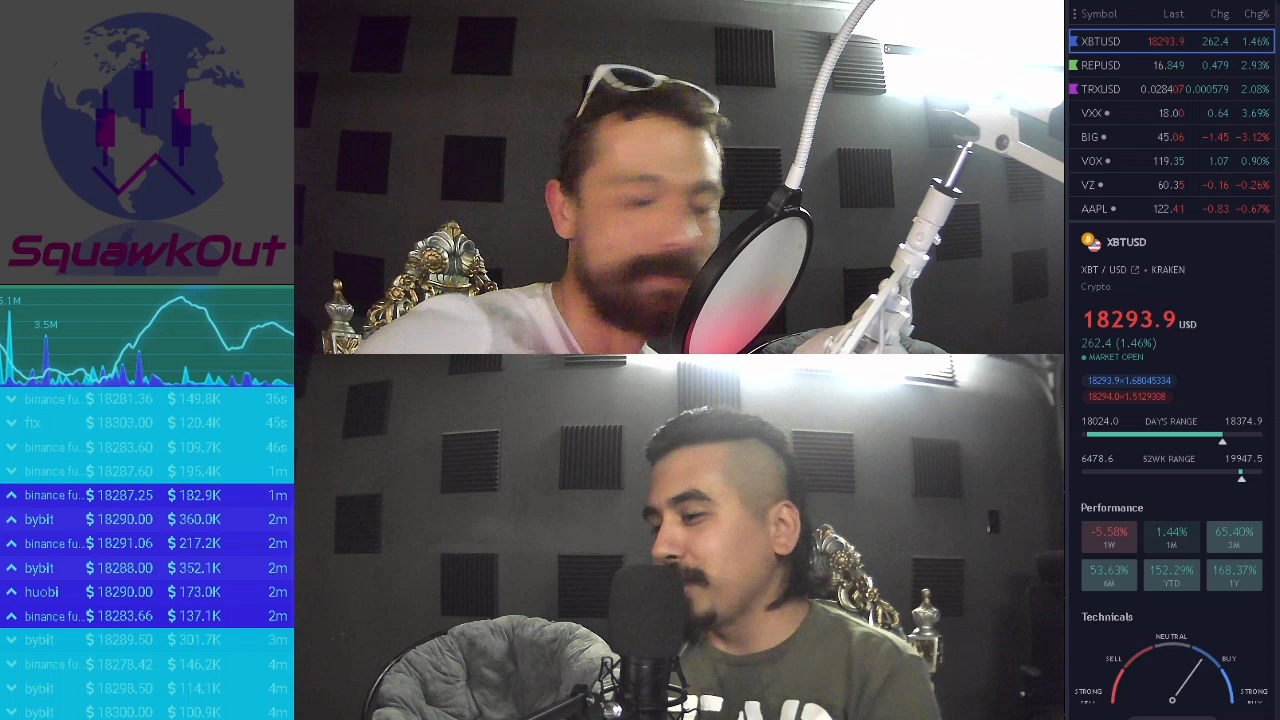 SquawkOut
5.1M
3.5M
binance fu... $ 18281.36 $ 149.8K 36s
ftx $ 18303.00 $ 120.4K 45s
binance fu... $ 18283.60 $ 109.7K 46s
binance fu... $ 18287.60 $ 195.4K 1m
binance fu... $ 18287.25 $ 182.9K 1m
bybit $ 18290.00 $ 360.0K 2m
binance fu... $ 18291.06 $ 217.2K 2m
bybit $ 18288.00 $ 352.1K 2m
huobi $ 18290.00 $ 173.0K 2m
binance fu... $ 18283.66 $ 137.1K 2m
bybit $ 18289.50 $ 301.7K 3m
binance fu... $ 18278.42 $ 146.2K 4m
bybit $ 18298.50 $ 114.1K 4m
bybit $ 18300.00 $ 100.9K 4m
Symbol Last Chg Chg%
XBTUSD 18293.9 262.4 1.46%
REPUSD 16.849 0.479 2.93%
TRXUSD 0.028407 0.000579 2.08%
VXX 18.00 0.64 3.69%
BIG 45.06 −1.45 −3.12%
VOX 119.35 1.07 0.90%
VZ 60.35 −0.16 −0.26%
AAPL 122.41 −0.83 −0.67%
XBTUSD
XBT / USD • KRAKEN
Crypto
18293.9 USD
262.4 (1.46%)
MARKET OPEN
18293.9×1.68045334
18294.0×1.5129308
18024.0 DAY'S RANGE 18374.9
6478.6 52WK RANGE 19947.5
Performance
-5.58% 1.44% 65.40%
1W 1M 3M
53.63% 152.29% 168.37%
6M YTD 1Y
Technicals
NEUTRAL
SELL BUY
STRONG STRONG
SELL BUY